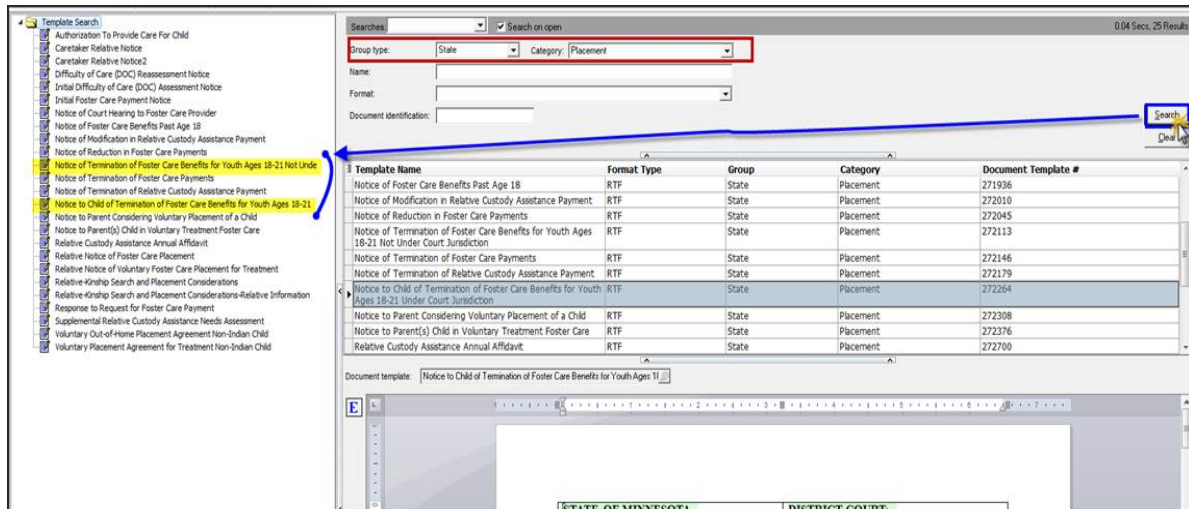 Template Search
Authorization To Provide Care For Child
Caretaker Relative Notice
Caretaker Relative Notice2
Difficulty of Care (DOC) Reassessment Notice
Initial Difficulty of Care (DOC) Assessment Notice
Initial Foster Care Payment Notice
Notice of Court Hearing to Foster Care Provider
Notice of Foster Care Benefits Past Age 18
Notice of Modification in Relative Custody Assistance Payment
Notice of Reduction in Foster Care Payments
Notice of Termination of Foster Care Benefits for Youth Ages 18-21 Not Unde
Notice of Termination of Foster Care Payments
Notice of Termination of Relative Custody Assistance Payment
Notice to Child of Termination of Foster Care Benefits for Youth Ages 18-21
Notice to Parent Considering Voluntary Placement of a Child
Notice to Parent(s) Child in Voluntary Treatment Foster Care
Relative Custody Assistance Annual Affidavit
Relative Notice of Foster Care Placement
Relative Notice of Voluntary Foster Care Placement for Treatment
Relative-Kinship Search and Placement Considerations
Relative-Kinship Search and Placement Considerations-Relative Information
Response to Request for Foster Care Payment
Supplemental Relative Custody Assistance Needs Assessment
Voluntary Out-of-Home Placement Agreement Non-Indian Child
Voluntary Placement Agreement for Treatment Non-Indian Child
Searches: Search on open 0.04 Secs, 25 Results
Group type: State Category: Placement
Name:
Format:
Document identification:
Search
Clear
Template Name Format Type Group Category Document Template #
Notice of Foster Care Benefits Past Age 18 RTF State Placement 271936
Notice of Modification in Relative Custody Assistance Payment RTF State Placement 272010
Notice of Reduction in Foster Care Payments RTF State Placement 272045
Notice of Termination of Foster Care Benefits for Youth Ages RTF State Placement 272113
18-21 Not Under Court Jurisdiction
Notice of Termination of Foster Care Payments RTF State Placement 272146
Notice of Termination of Relative Custody Assistance Payment RTF State Placement 272179
Notice to Child of Termination of Foster Care Benefits for Youth RTF State Placement 272264
Ages 18-21 Under Court Jurisdiction
Notice to Parent Considering Voluntary Placement of a Child RTF State Placement 272308
Notice to Parent(s) Child in Voluntary Treatment Foster Care RTF State Placement 272376
Relative Custody Assistance Annual Affidavit RTF State Placement 272700
Document template: Notice to Child of Termination of Foster Care Benefits for Youth Ages 18
E
1 2 3 4 5 6 7
STATE OF MINNESOTA DISTRICT COURT: